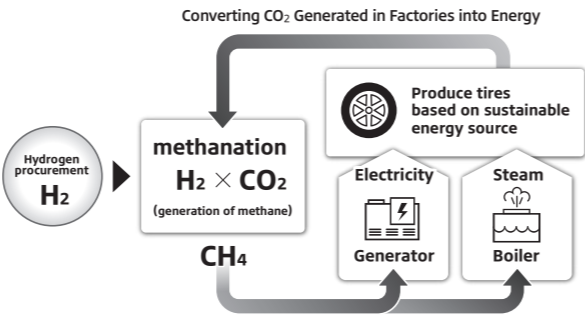 Converting CO₂ Generated in Factories into Energy
Hydrogen
procurement
H₂
methanation
H₂ × CO₂
(generation of methane)
CH₄
Produce tires
based on sustainable
energy source
Electricity
Generator
Steam
Boiler